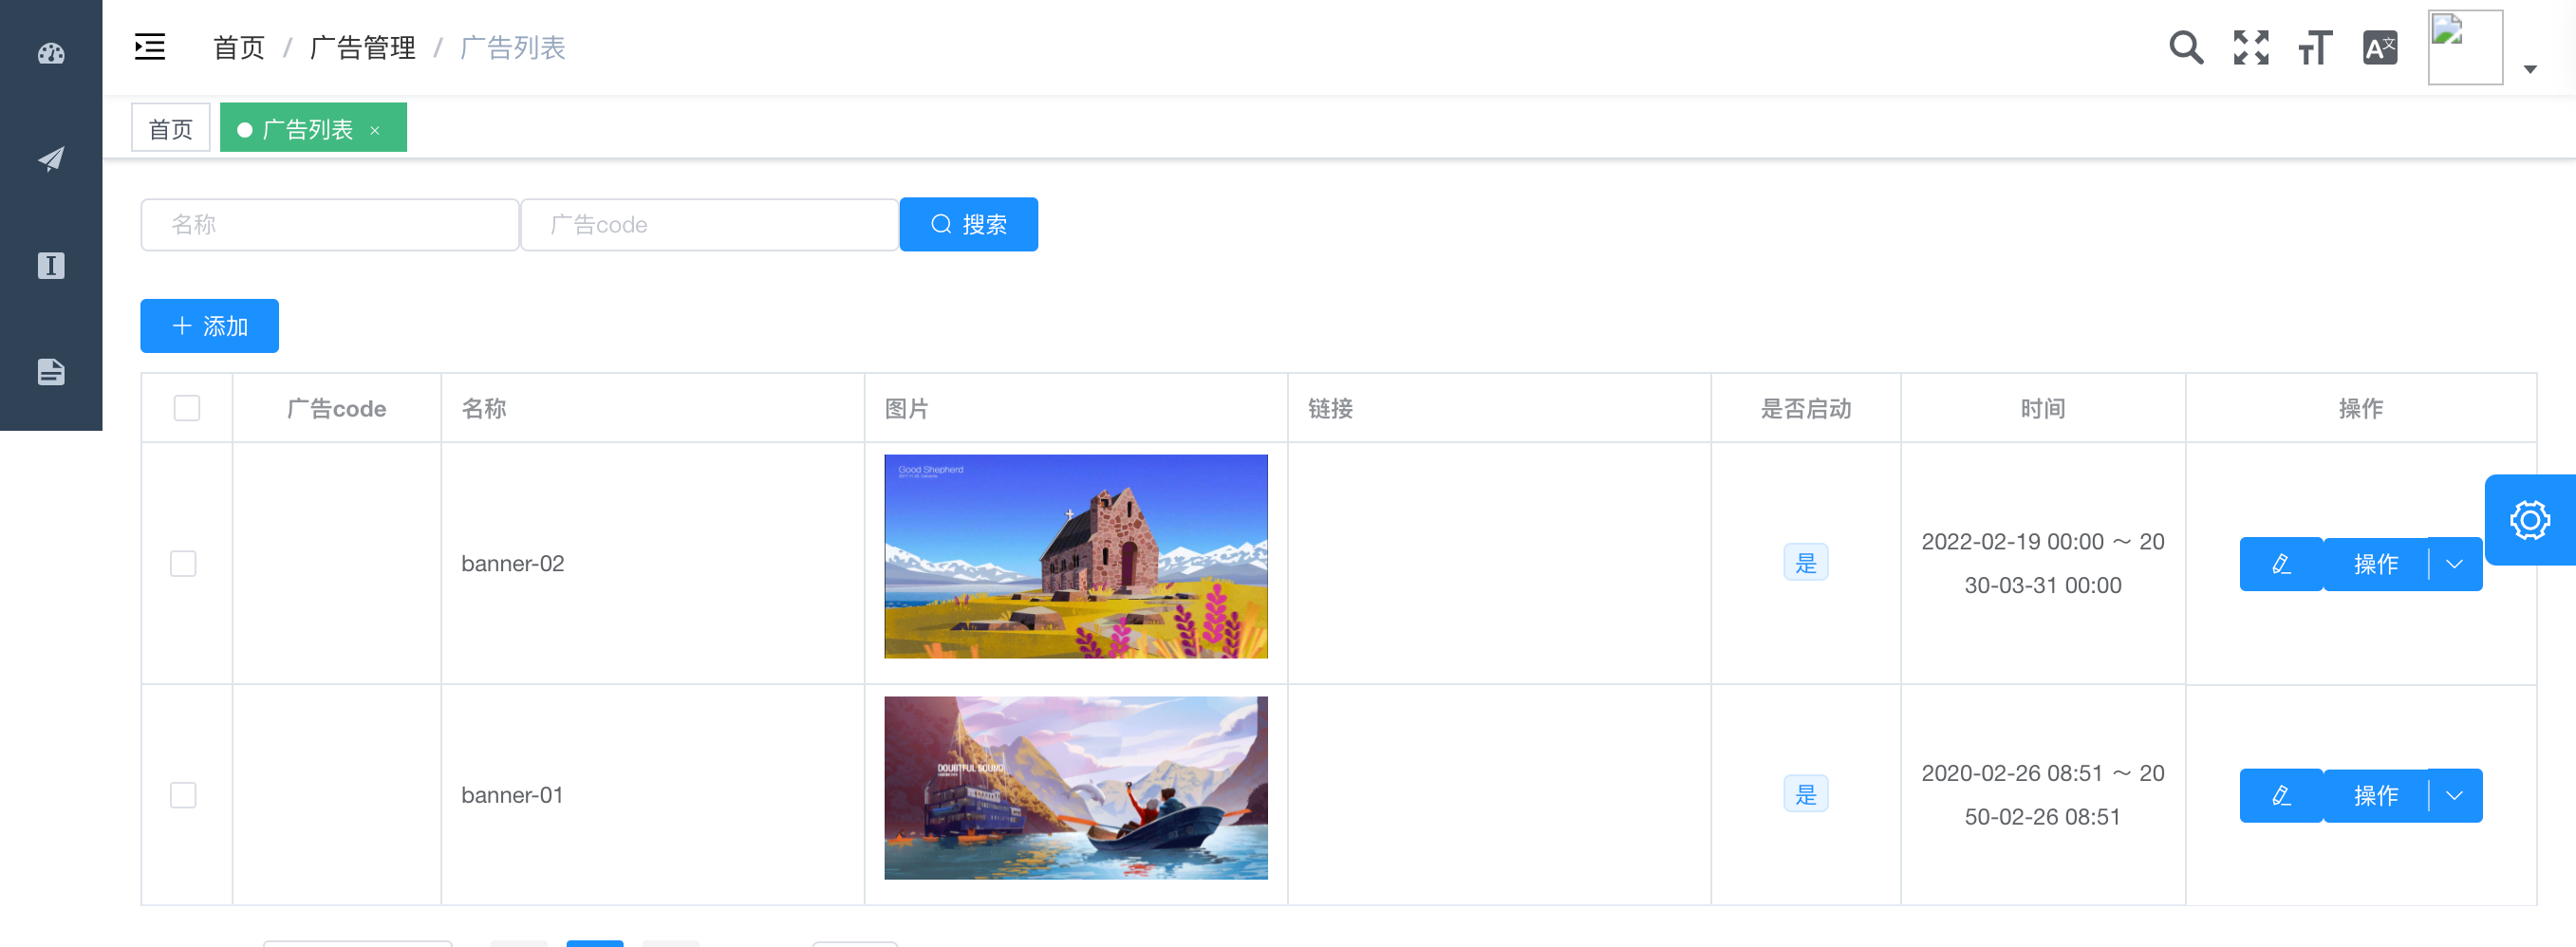 首页 / 广告管理 / 广告列表
首页
广告列表 ×
名称
广告code
搜索
添加
广告code 名称 图片 链接 是否启动 时间 操作
Good Shepherd
banner-02
是
2022-02-19 00:00 ～ 20
30-03-31 00:00
操作
DOUBTFUL SOUND
banner-01
是
2020-02-26 08:51 ～ 20
50-02-26 08:51
操作